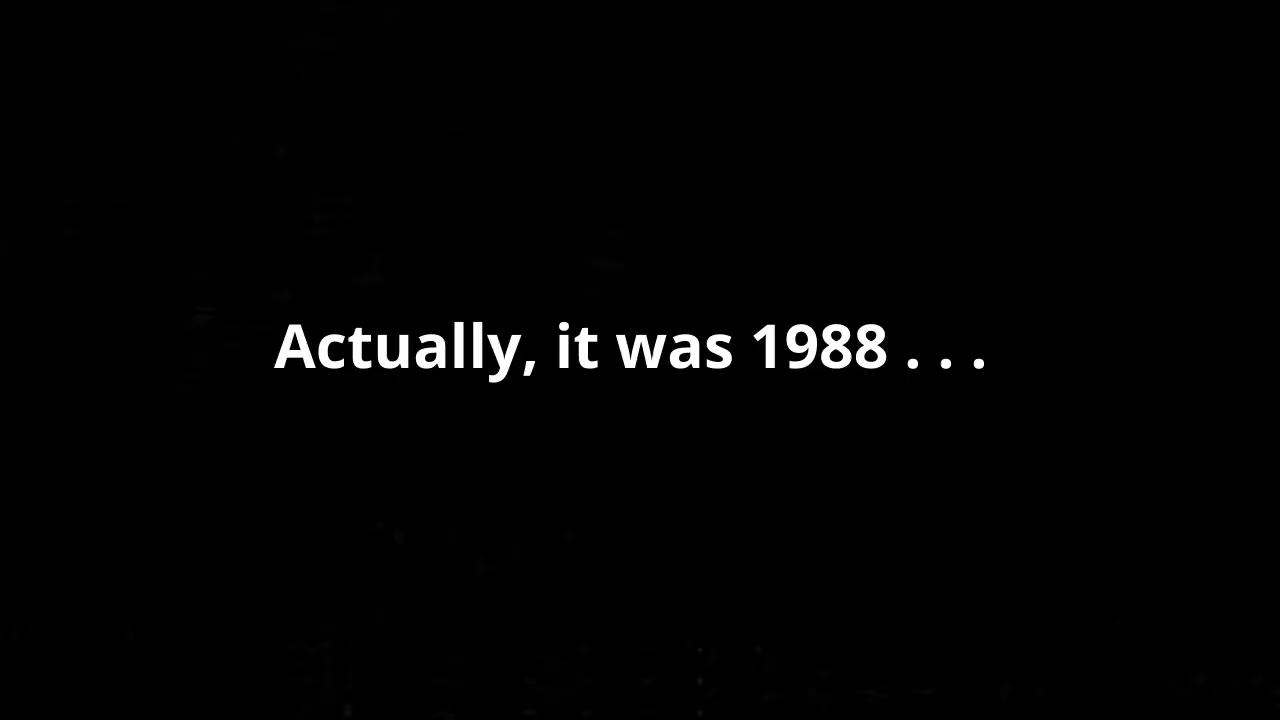 Actually, it was 1988 . . .